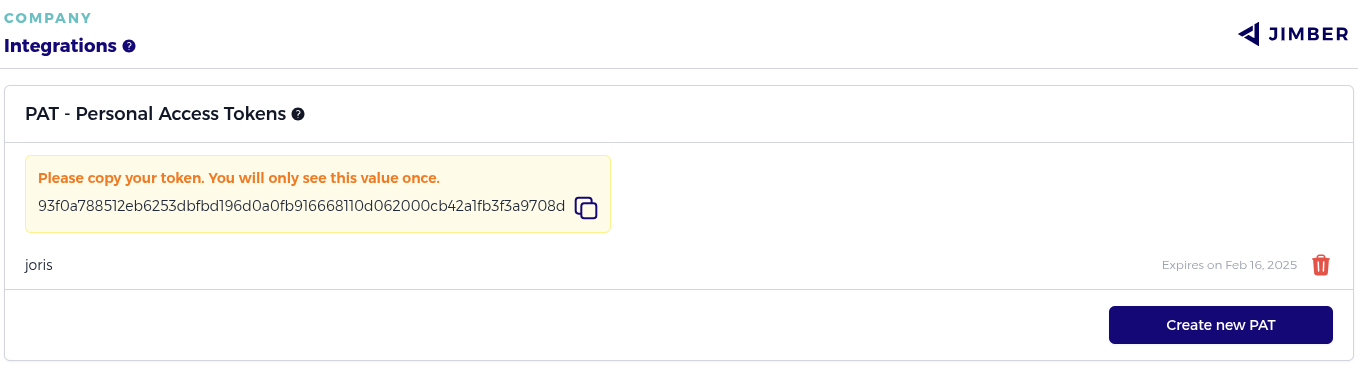 COMPANY
Integrations
JIMBER
PAT - Personal Access Tokens
Please copy your token. You will only see this value once.
93f0a788512eb6253dbfbd196d0a0fb916668110d062000cb42a1fb3f3a9708d
joris
Expires on Feb 16, 2025
Create new PAT